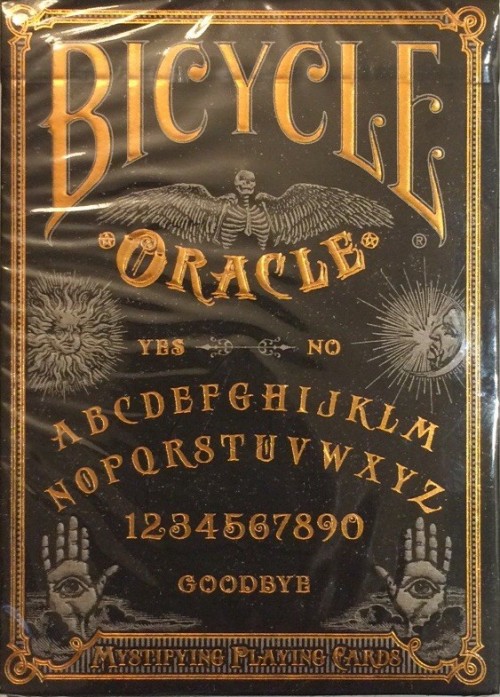 BICYCLE ®
ORACLE
YES NO
ABCDEFGHIJKLM
NOPQRSTUVWXYZ
1234567890
GOODBYE
MYSTIFYING PLAYING CARDS